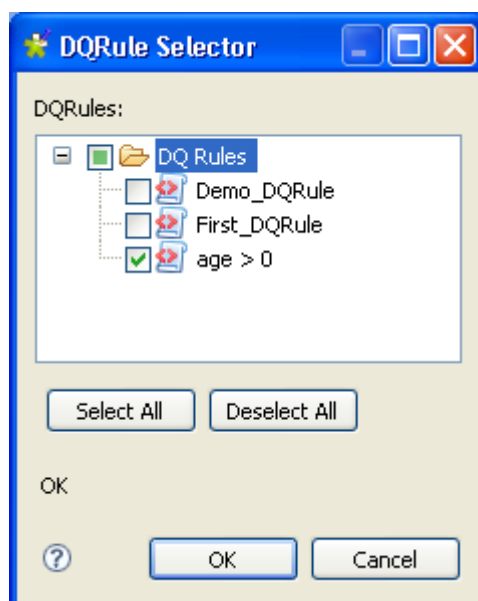 DQRule Selector
DQRules:
DQ Rules
Demo_DQRule
First_DQRule
age > 0
Select All Deselect All
OK
? OK Cancel